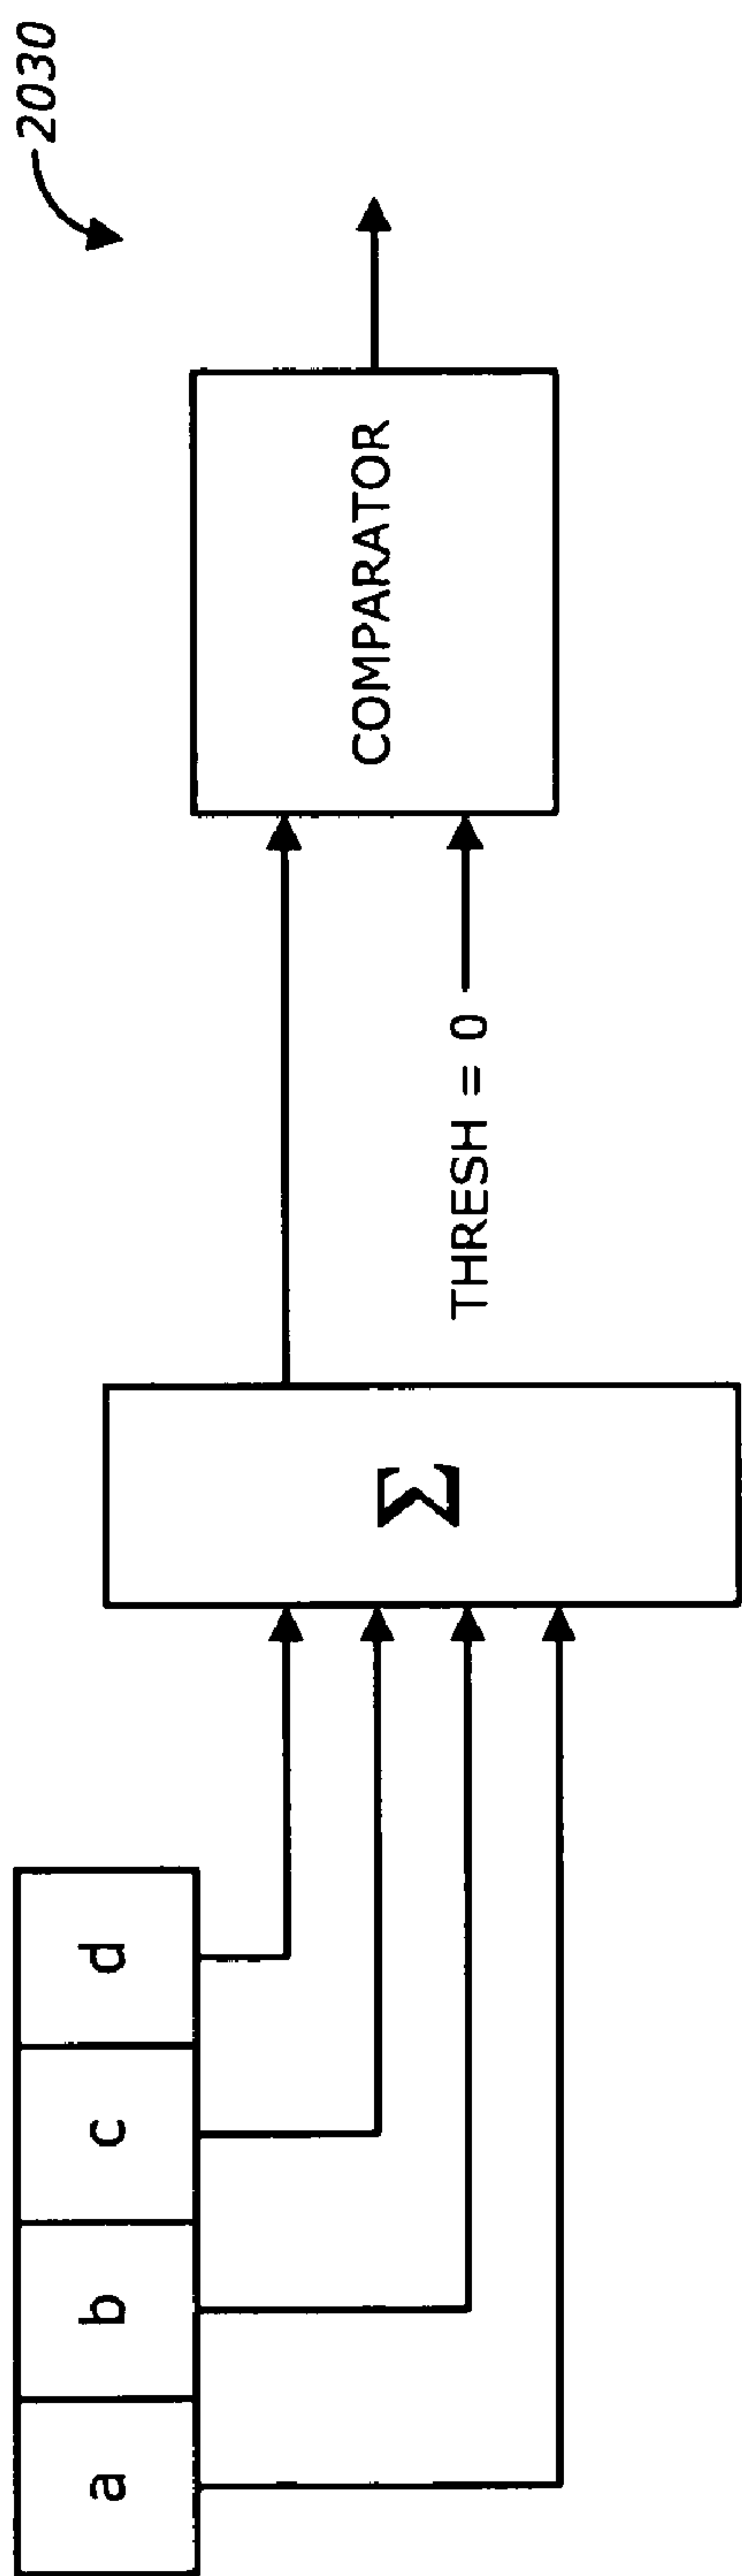 2030
a b c d
Σ
THRESH = 0
COMPARATOR